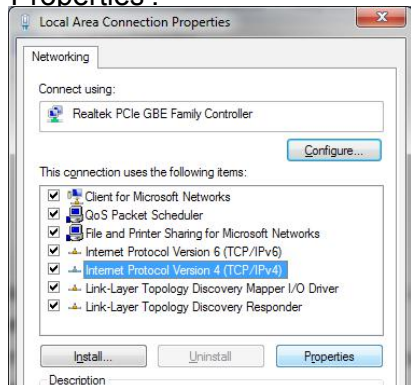 Properties .
Local Area Connection Properties
Networking
Connect using:
Realtek PCIe GBE Family Controller
Configure...
This connection uses the following items:
Client for Microsoft Networks
QoS Packet Scheduler
File and Printer Sharing for Microsoft Networks
Internet Protocol Version 6 (TCP/IPv6)
Internet Protocol Version 4 (TCP/IPv4)
Link-Layer Topology Discovery Mapper I/O Driver
Link-Layer Topology Discovery Responder
Install... Uninstall Properties
Description